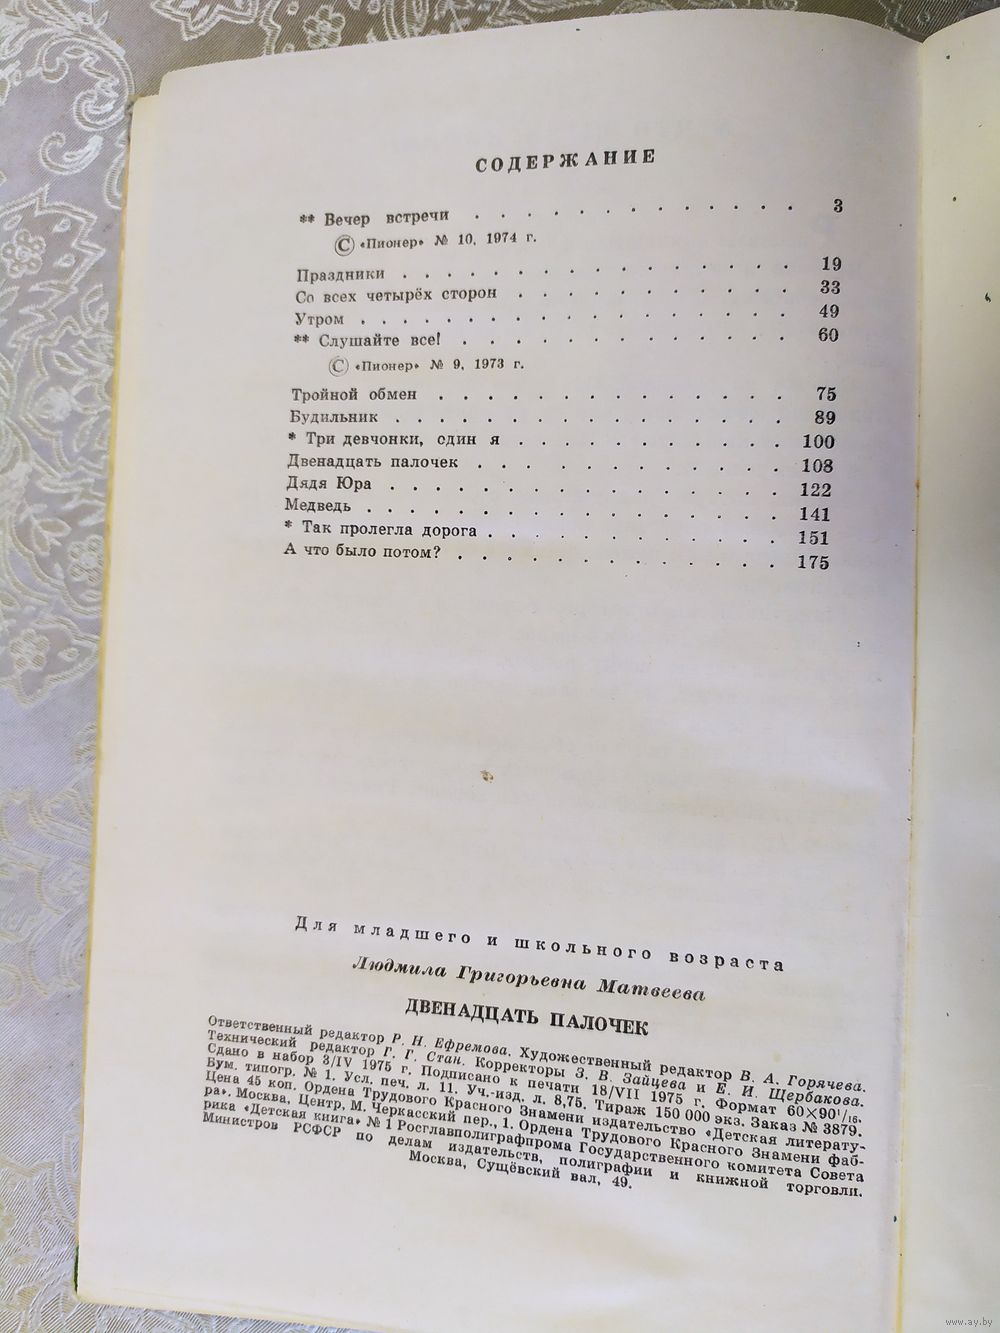 СОДЕРЖАНИЕ
** Вечер встречи . . . . . . . . . . . . . 3
© «Пионер» № 10, 1974 г.
Праздники . . . . . . . . . . . . . . . . 19
Со всех четырёх сторон . . . . . . . . . . . 33
Утром . . . . . . . . . . . . . . . . . . 49
** Слушайте все! . . . . . . . . . . . . . 60
© «Пионер» № 9, 1973 г.
Тройной обмен . . . . . . . . . . . . . . 75
Будильник . . . . . . . . . . . . . . . . 89
* Три девчонки, один я . . . . . . . . . . . 100
Двенадцать палочек . . . . . . . . . . . . 108
Дядя Юра . . . . . . . . . . . . . . . . 122
Медведь . . . . . . . . . . . . . . . . . 141
* Так пролегла дорога . . . . . . . . . . . . 151
А что было потом? . . . . . . . . . . . . 175
Для младшего и школьного возраста
Людмила Григорьевна Матвеева
ДВЕНАДЦАТЬ ПАЛОЧЕК
Ответственный редактор Р. Н. Ефремова. Художественный редактор В. А. Горячева.
Технический редактор Г. Г. Стан. Корректоры З. В. Зайцева и Е. И. Щербакова.
Сдано в набор 3/IV 1975 г. Подписано к печати 18/VII 1975 г. Формат 60×90¹/₁₆.
Бум. типогр. № 1. Усл. печ. л. 11. Уч.-изд. л. 8,75. Тираж 150 000 экз. Заказ № 3879.
Цена 45 коп. Ордена Трудового Красного Знамени издательство «Детская литерату-
ра». Москва, Центр, М. Черкасский пер., 1. Ордена Трудового Красного Знамени фаб-
рика «Детская книга» № 1 Росглавполиграфпрома Государственного комитета Совета
Министров РСФСР по делам издательств, полиграфии и книжной торговли.
Москва, Сущёвский вал, 49.
www.ay.by